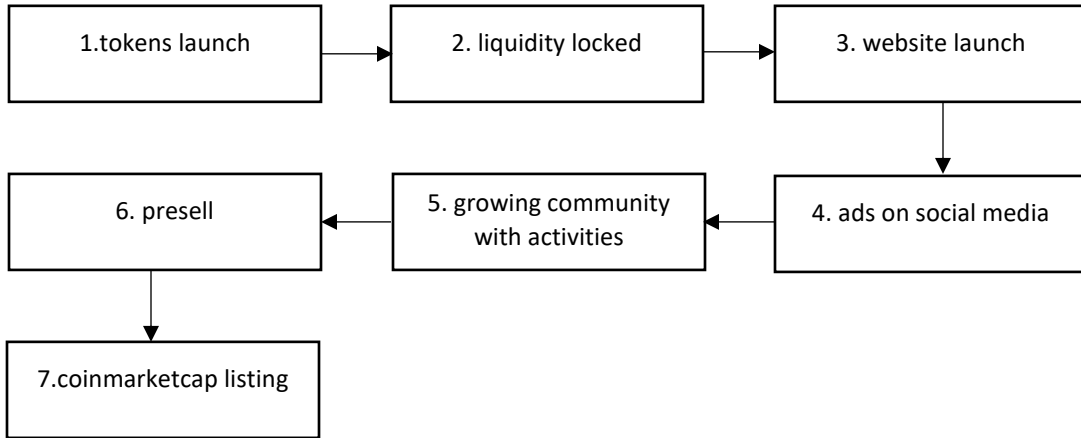 1.tokens launch
2. liquidity locked
3. website launch
4. ads on social media
5. growing community
with activities
6. presell
7.coinmarketcap listing